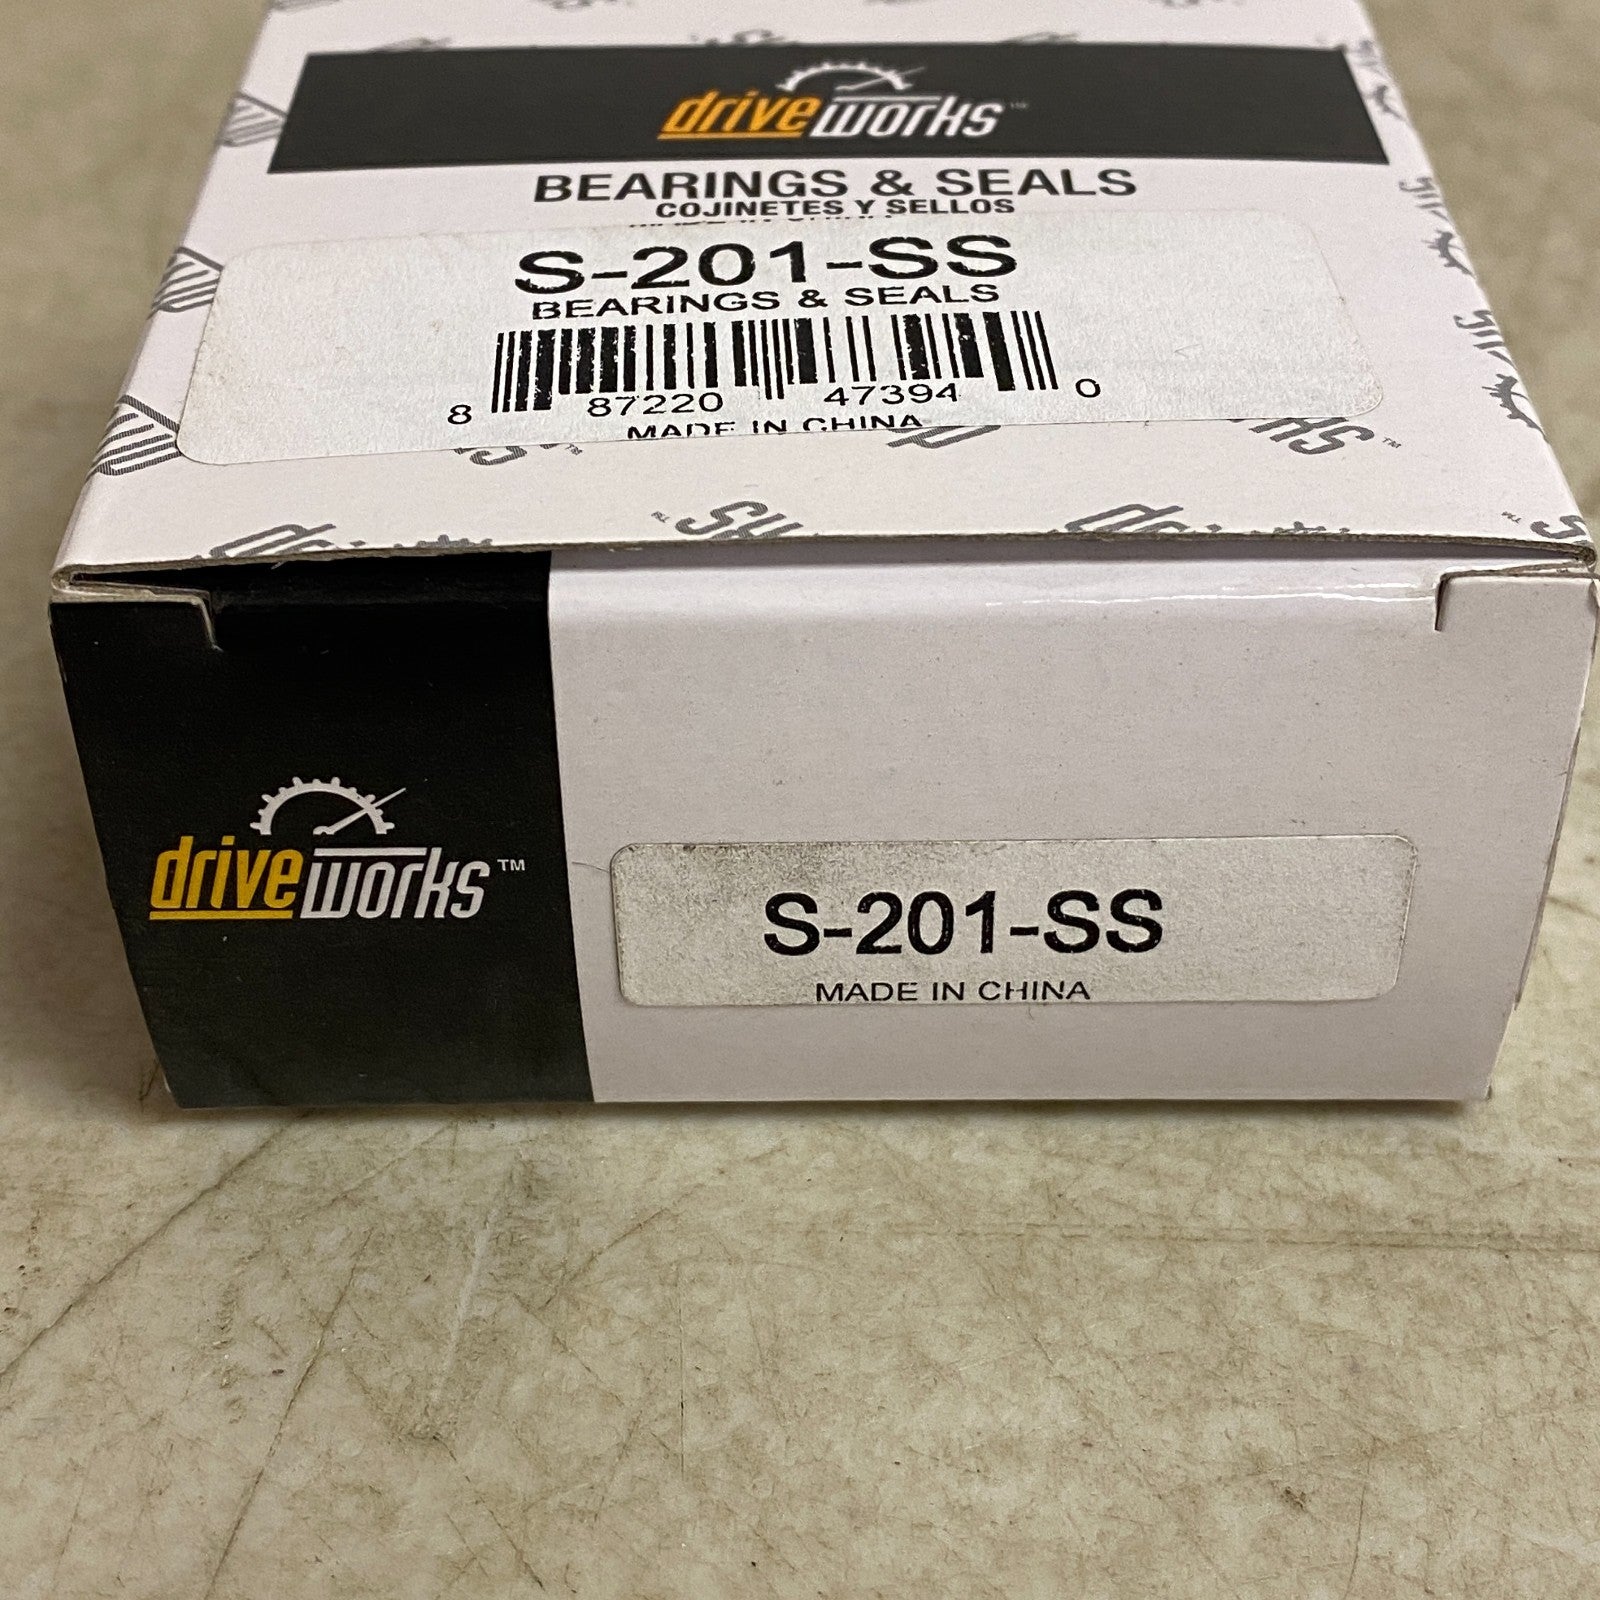 driveworks™
BEARINGS & SEALS
COJINETES Y SELLOS
S-201-SS
BEARINGS & SEALS
8 87220 47394 0
MADE IN CHINA
driveworks™
S-201-SS
MADE IN CHINA